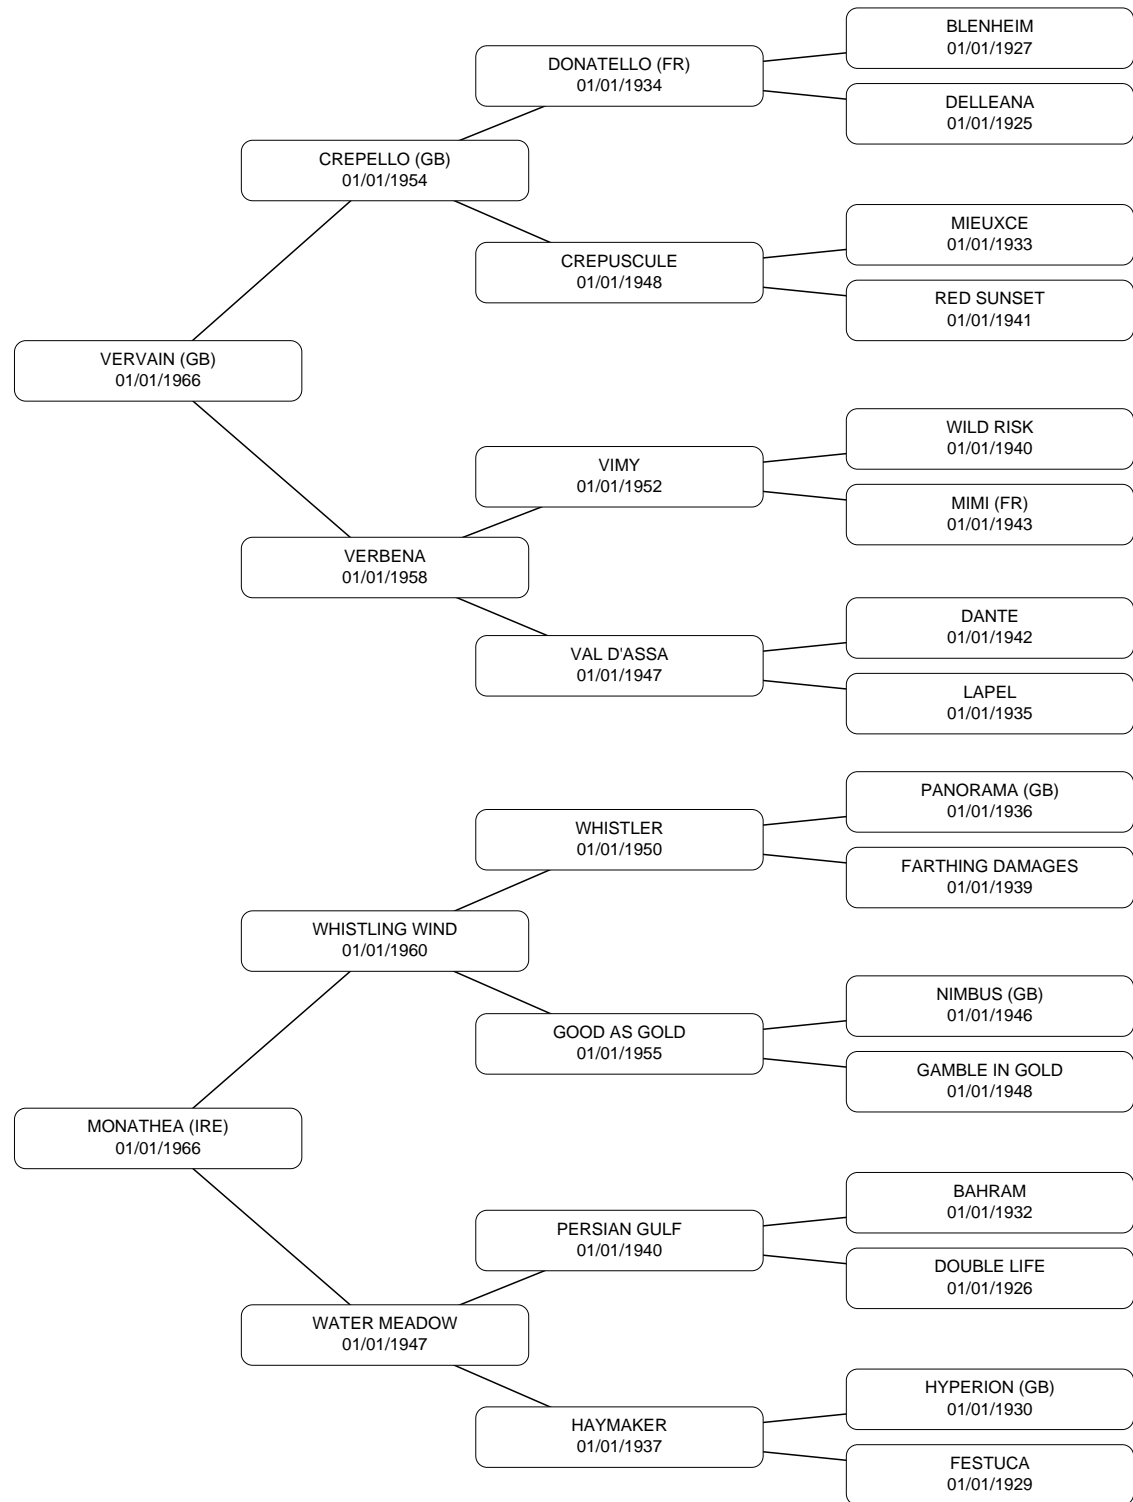 BLENHEIM
01/01/1927
DONATELLO (FR)
01/01/1934
DELLEANA
01/01/1925
CREPELLO (GB)
01/01/1954
MIEUXCE
01/01/1933
CREPUSCULE
01/01/1948
RED SUNSET
01/01/1941
VERVAIN (GB)
01/01/1966
WILD RISK
01/01/1940
VIMY
01/01/1952
MIMI (FR)
01/01/1943
VERBENA
01/01/1958
DANTE
01/01/1942
VAL D'ASSA
01/01/1947
LAPEL
01/01/1935
PANORAMA (GB)
01/01/1936
WHISTLER
01/01/1950
FARTHING DAMAGES
01/01/1939
WHISTLING WIND
01/01/1960
NIMBUS (GB)
01/01/1946
GOOD AS GOLD
01/01/1955
GAMBLE IN GOLD
01/01/1948
MONATHEA (IRE)
01/01/1966
BAHRAM
01/01/1932
PERSIAN GULF
01/01/1940
DOUBLE LIFE
01/01/1926
WATER MEADOW
01/01/1947
HYPERION (GB)
01/01/1930
HAYMAKER
01/01/1937
FESTUCA
01/01/1929